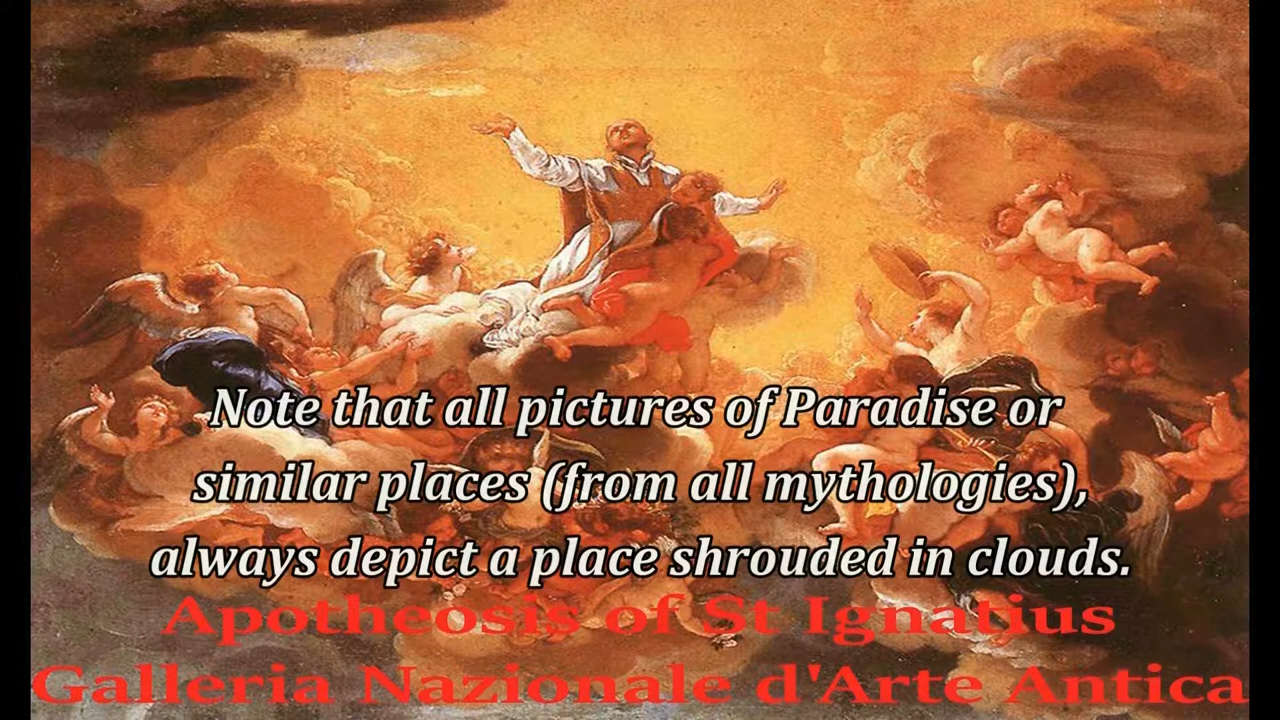 Note that all pictures of Paradise or
similar places (from all mythologies),
always depict a place shrouded in clouds.
Apotheosis of St Ignatius
Galleria Nazionale d'Arte Antica